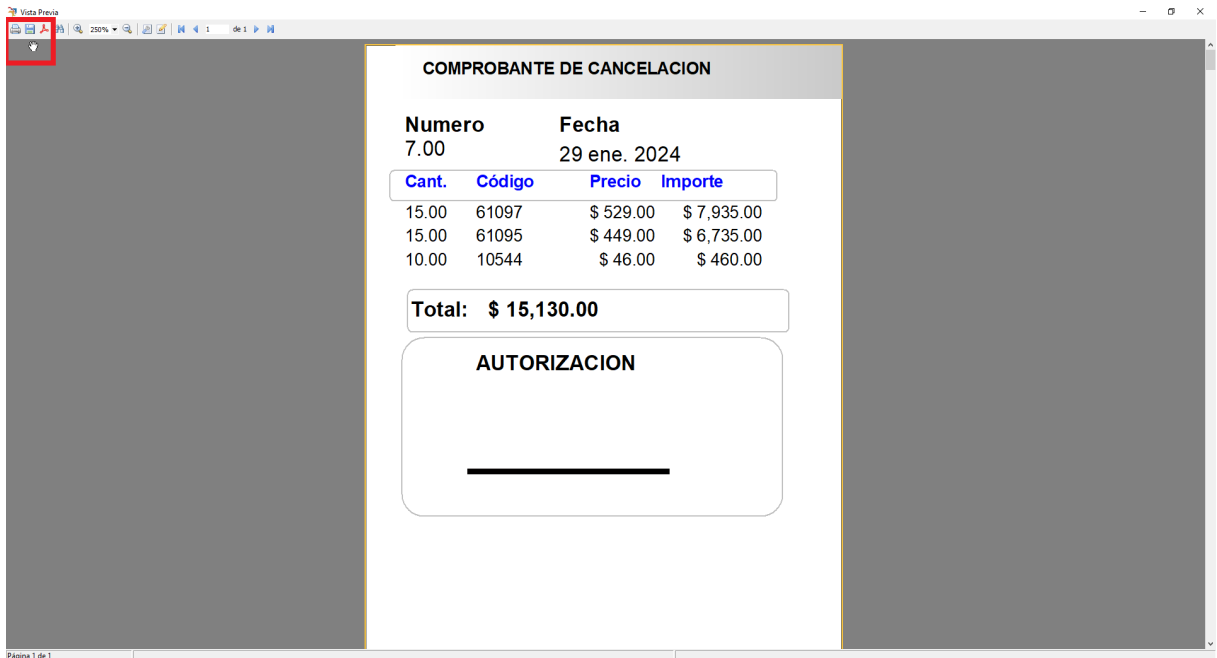 Vista Previa
250% 1 de 1
COMPROBANTE DE CANCELACION
Numero Fecha
7.00 29 ene. 2024
Cant. Código Precio Importe
15.00 61097 $ 529.00 $ 7,935.00
15.00 61095 $ 449.00 $ 6,735.00
10.00 10544 $ 46.00 $ 460.00
Total: $ 15,130.00
AUTORIZACION
Página 1 de 1